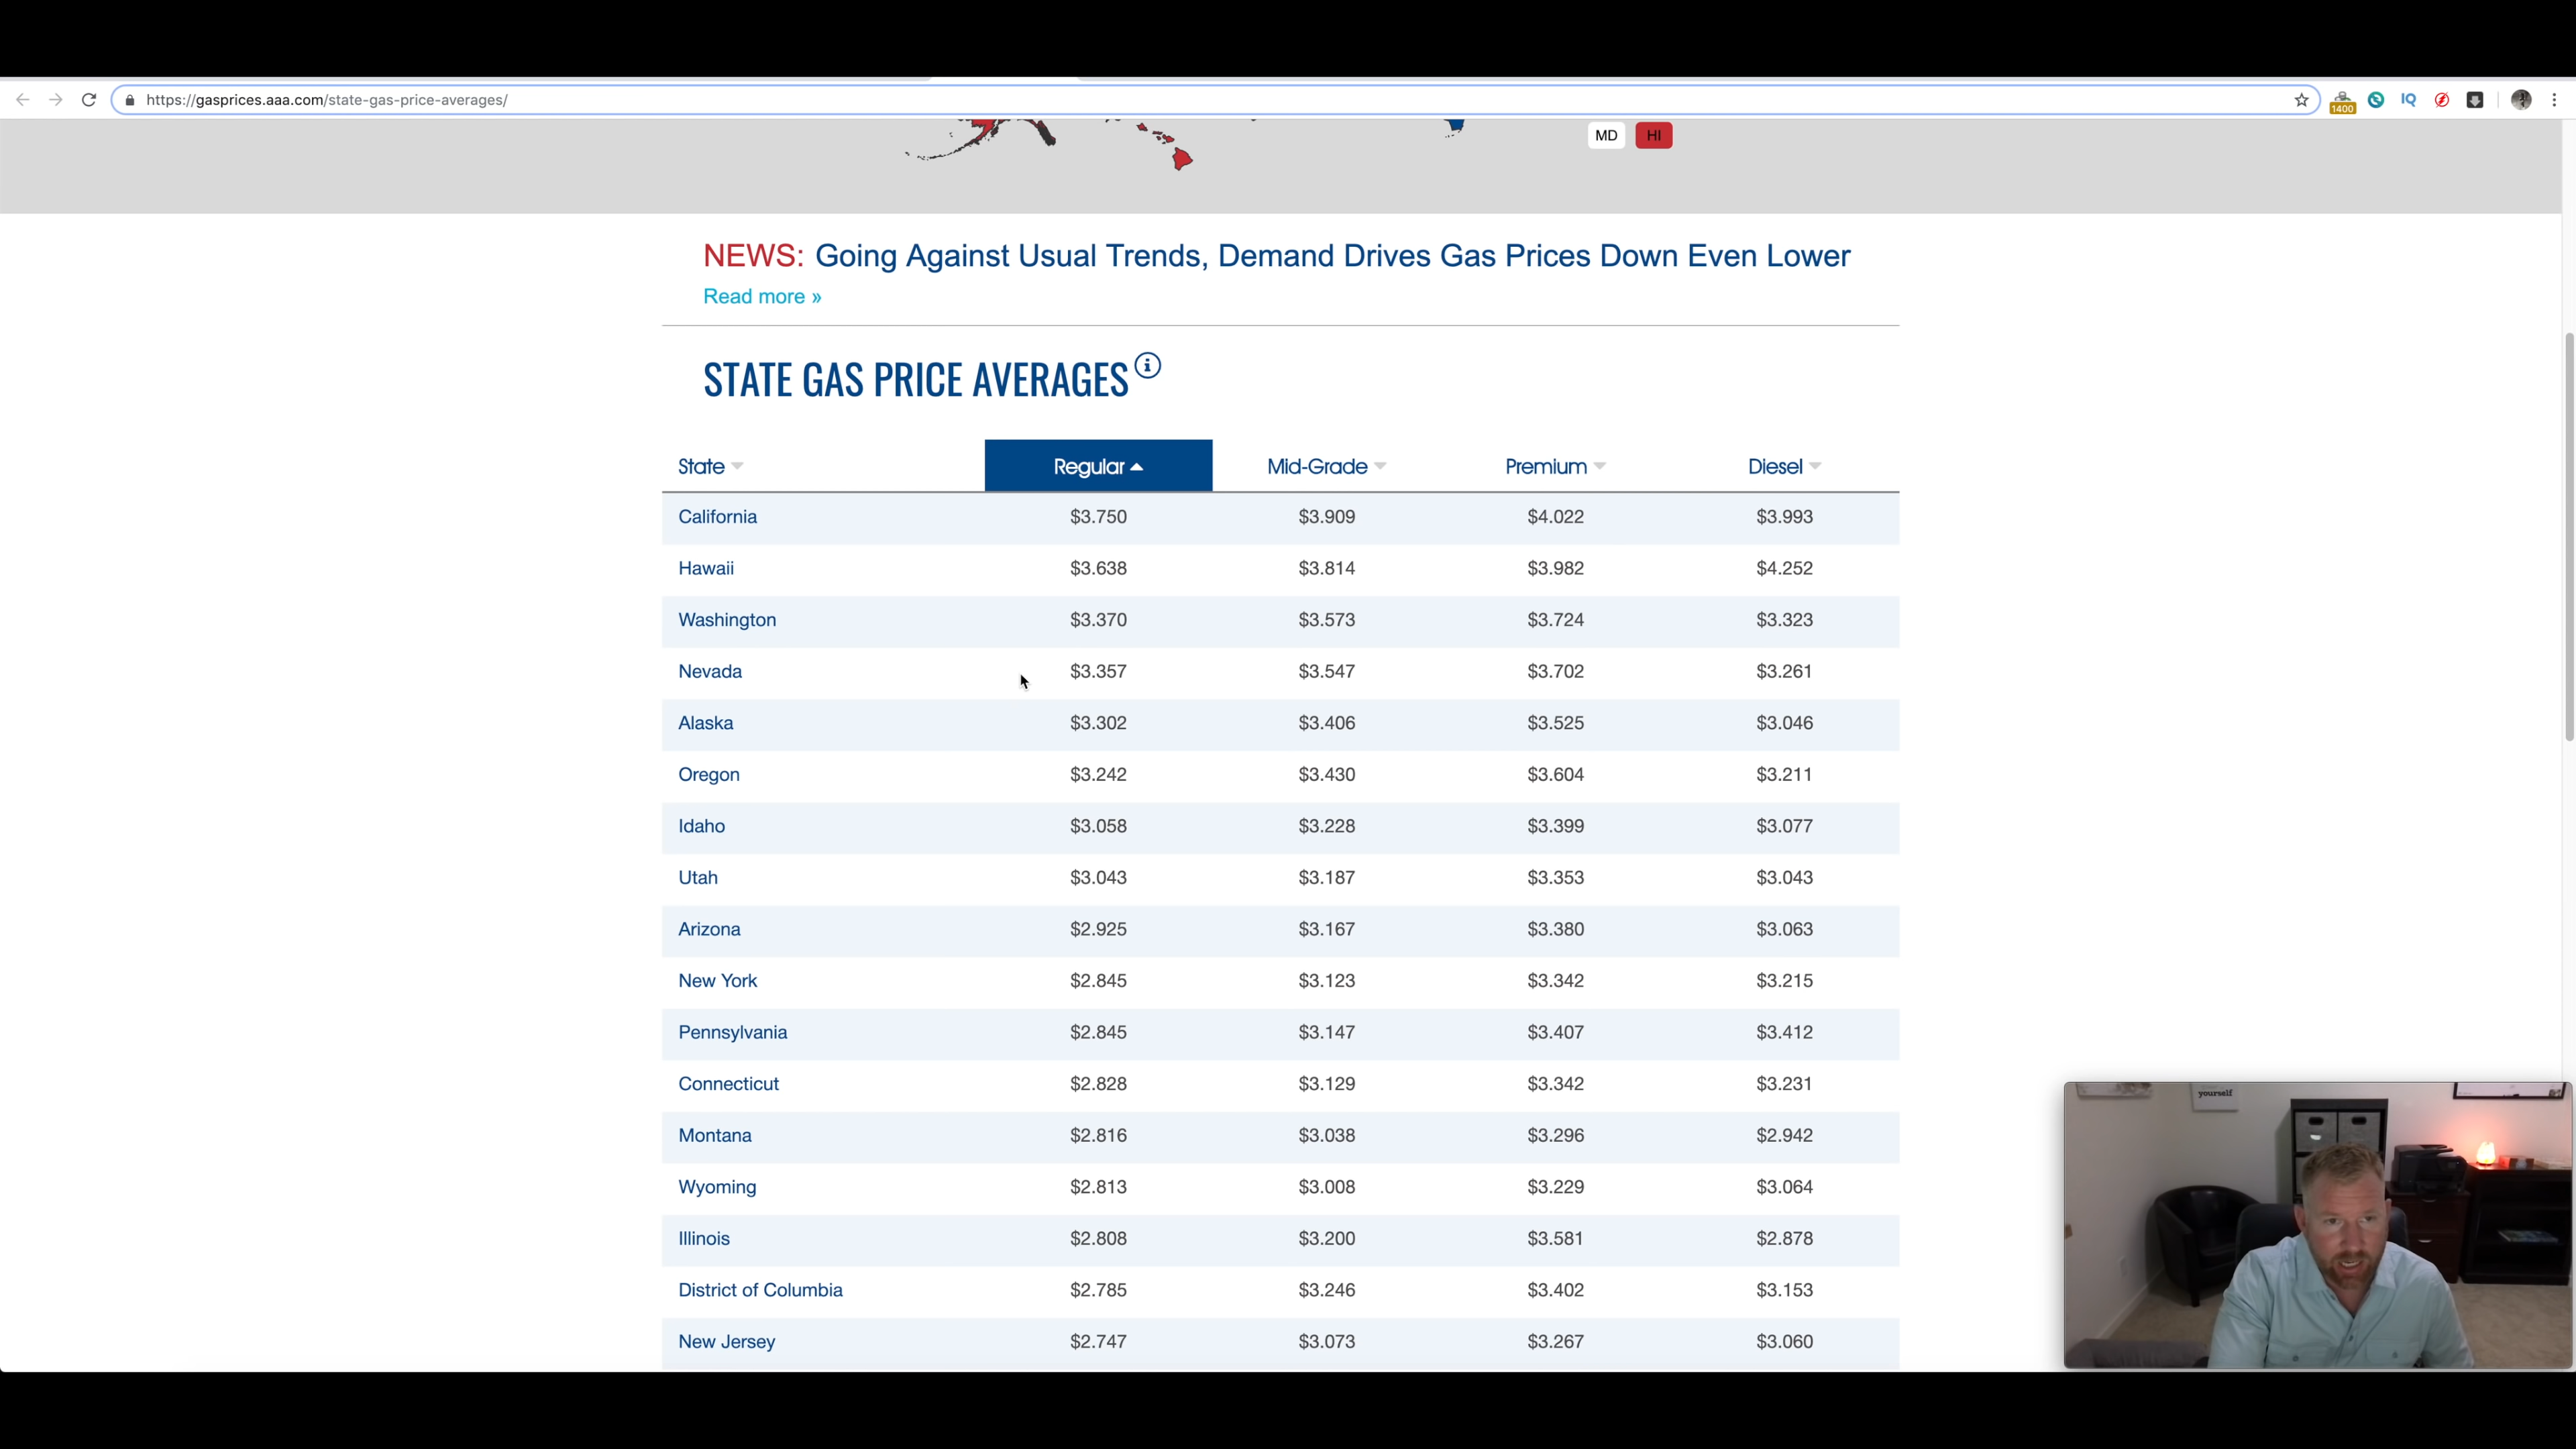 https://gasprices.aaa.com/state-gas-price-averages/
1400
IQ
MD HI
NEWS: Going Against Usual Trends, Demand Drives Gas Prices Down Even Lower
Read more »
STATE GAS PRICE AVERAGES i
State Regular Mid-Grade Premium Diesel
California $3.750 $3.909 $4.022 $3.993
Hawaii $3.638 $3.814 $3.982 $4.252
Washington $3.370 $3.573 $3.724 $3.323
Nevada $3.357 $3.547 $3.702 $3.261
Alaska $3.302 $3.406 $3.525 $3.046
Oregon $3.242 $3.430 $3.604 $3.211
Idaho $3.058 $3.228 $3.399 $3.077
Utah $3.043 $3.187 $3.353 $3.043
Arizona $2.925 $3.167 $3.380 $3.063
New York $2.845 $3.123 $3.342 $3.215
Pennsylvania $2.845 $3.147 $3.407 $3.412
Connecticut $2.828 $3.129 $3.342 $3.231
Montana $2.816 $3.038 $3.296 $2.942
Wyoming $2.813 $3.008 $3.229 $3.064
Illinois $2.808 $3.200 $3.581 $2.878
District of Columbia $2.785 $3.246 $3.402 $3.153
New Jersey $2.747 $3.073 $3.267 $3.060
yourself